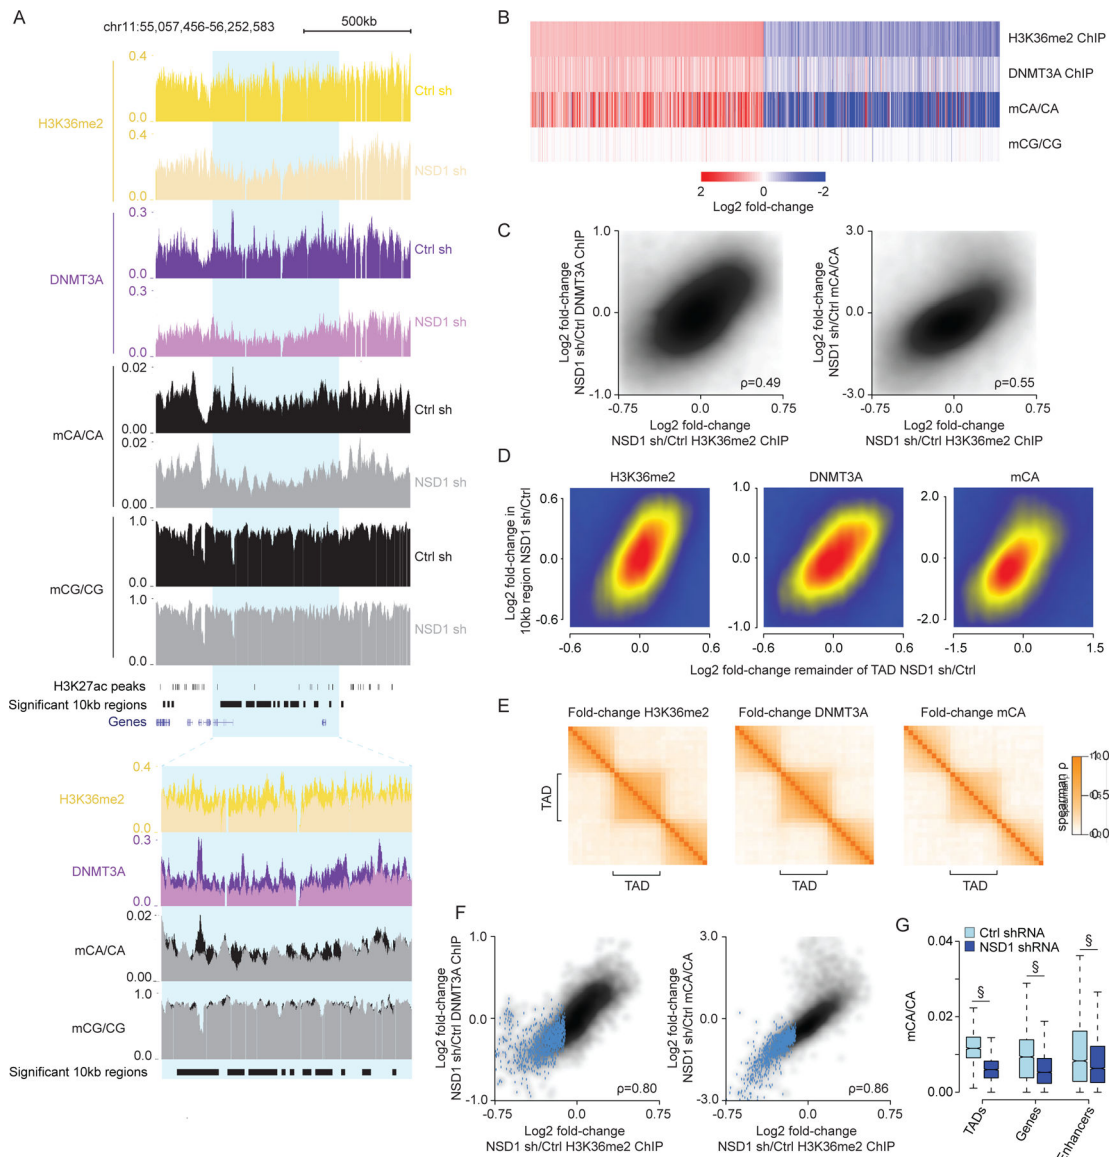 A
chr11:55,057,456-56,252,583
500kb
0.4
Ctrl sh
0.0
H3K36me2
0.4
NSD1 sh
0.0
0.3
Ctrl sh
0.0
DNMT3A
0.3
NSD1 sh
0.0
0.02
Ctrl sh
0.00
mCA/CA
0.02
NSD1 sh
0.00
1.0
Ctrl sh
0.0
mCG/CG
1.0
NSD1 sh
0.0
H3K27ac peaks
Significant 10kb regions
Genes
0.4
H3K36me2
0.0
0.3
DNMT3A
0.0
0.02
mCA/CA
0.00
1.0
mCG/CG
0.0
Significant 10kb regions
B
H3K36me2 ChIP
DNMT3A ChIP
mCA/CA
mCG/CG
2 0 -2
Log2 fold-change
C
Log2 fold-change
NSD1 sh/Ctrl DNMT3A ChIP
1.0
0.0
-1.0
ρ=0.49
-0.75 0.0 0.75
Log2 fold-change
NSD1 sh/Ctrl H3K36me2 ChIP
Log2 fold-change
NSD1 sh/Ctrl mCA/CA
3.0
0.0
-3.0
ρ=0.55
-0.75 0.0 0.75
Log2 fold-change
NSD1 sh/Ctrl H3K36me2 ChIP
D
H3K36me2
DNMT3A
mCA
Log2 fold-change in
10kb region NSD1 sh/Ctrl
0.6
0.0
-0.6
-0.6 0.0 0.6
1.0
0.0
-1.0
-0.6 0.0 0.6
2.0
0.0
-2.0
-1.5 0.0 1.5
Log2 fold-change remainder of TAD NSD1 sh/Ctrl
E
Fold-change H3K36me2
Fold-change DNMT3A
Fold-change mCA
TAD
TAD
TAD
TAD
spearman ρ
1.0
0.5
0.0
F
Log2 fold-change
NSD1 sh/Ctrl DNMT3A ChIP
1.0
0.0
-1.0
ρ=0.80
-0.75 0.0 0.75
Log2 fold-change
NSD1 sh/Ctrl H3K36me2 ChIP
Log2 fold-change
NSD1 sh/Ctrl mCA/CA
3.0
0.0
-3.0
ρ=0.86
-0.75 0.0 0.75
Log2 fold-change
NSD1 sh/Ctrl H3K36me2 ChIP
G
Ctrl shRNA
NSD1 shRNA
mCA/CA
0.04
0.02
0.00
§
§
§
TADs
Genes
Enhancers